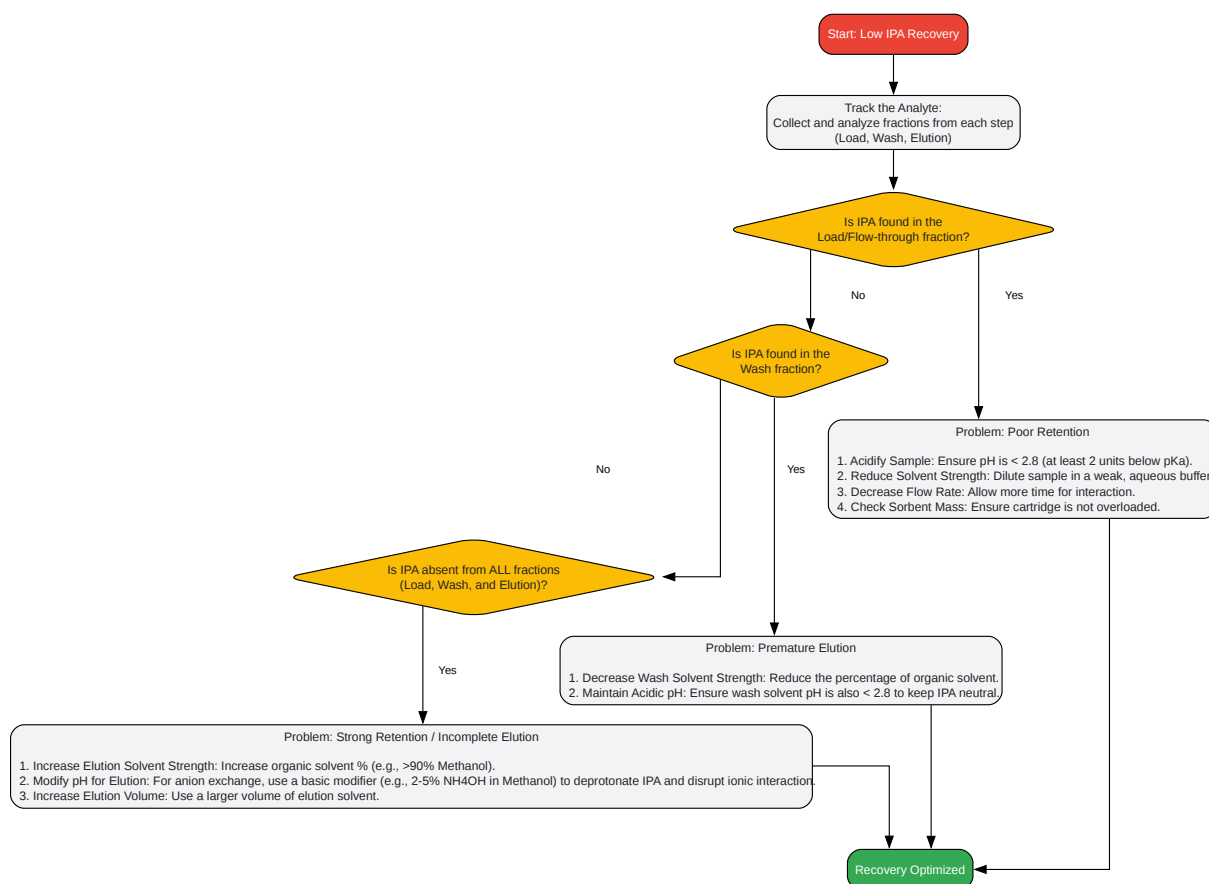 Start: Low IPA Recovery
Track the Analyte:
Collect and analyze fractions from each step
(Load, Wash, Elution)
Is IPA found in the
Load/Flow-through fraction?
No
Yes
Is IPA found in the
Wash fraction?
Problem: Poor Retention
1. Acidify Sample: Ensure pH is < 2.8 (at least 2 units below pKa).
2. Reduce Solvent Strength: Dilute sample in a weak, aqueous buffer
3. Decrease Flow Rate: Allow more time for interaction.
4. Check Sorbent Mass: Ensure cartridge is not overloaded.
No
Yes
Is IPA absent from ALL fractions
(Load, Wash, and Elution)?
Problem: Premature Elution
1. Decrease Wash Solvent Strength: Reduce the percentage of organic solvent.
2. Maintain Acidic pH: Ensure wash solvent pH is also < 2.8 to keep IPA neutral.
Yes
Problem: Strong Retention / Incomplete Elution
1. Increase Elution Solvent Strength: Increase organic solvent % (e.g., >90% Methanol).
2. Modify pH for Elution: For anion exchange, use a basic modifier (e.g., 2-5% NH4OH in Methanol) to deprotonate IPA and disrupt ionic interaction.
3. Increase Elution Volume: Use a larger volume of elution solvent.
Recovery Optimized